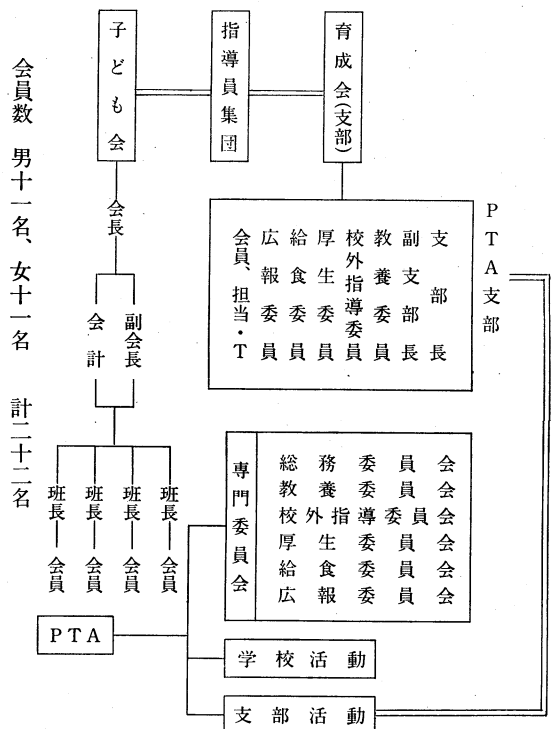 育成会(支部)
指導員集団
子ども会
PTA支部
支部長
副支部長
教養委員
校外指導委員
厚生委員
給食委員
広報委員
会員、担当・T
会長
副会長
会計
班長
会員
班長
会員
班長
会員
班長
会員
会員数 男十一名、女十一名 計二十二名
PTA
専門委員会
総務委員会
教養委員会
校外指導委員会
厚生委員会
給食委員会
広報委員会
学校活動
支部活動